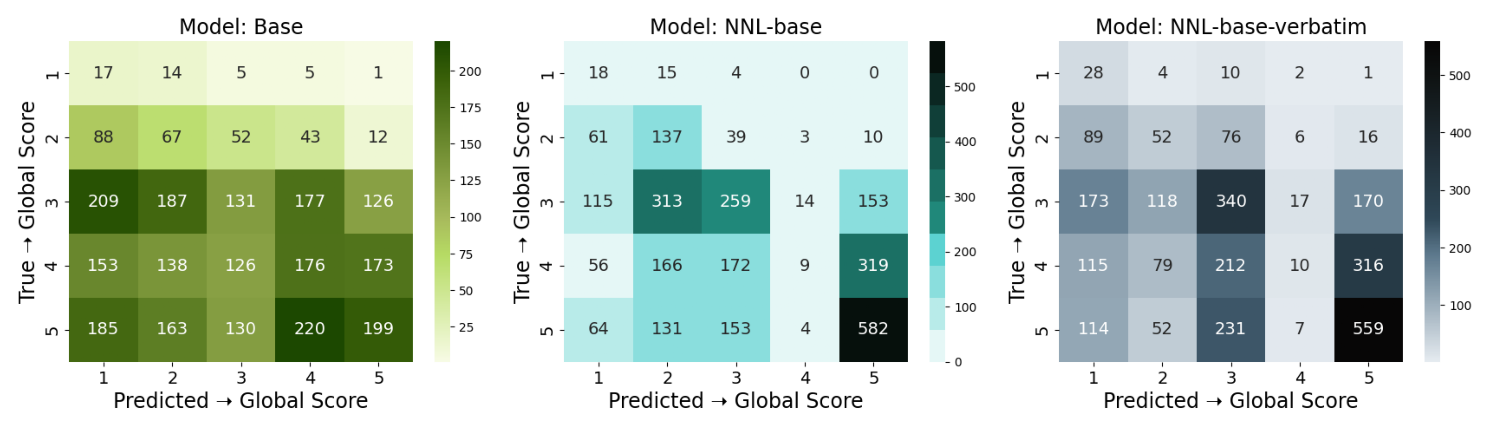 Model: Base
True → Global Score
1 17 14 5 5 1
2 88 67 52 43 12
3 209 187 131 177 126
4 153 138 126 176 173
5 185 163 130 220 199
1 2 3 4 5
Predicted → Global Score
200
175
150
125
100
75
50
25
Model: NNL-base
True → Global Score
1 18 15 4 0 0
2 61 137 39 3 10
3 115 313 259 14 153
4 56 166 172 9 319
5 64 131 153 4 582
1 2 3 4 5
Predicted → Global Score
500
400
300
200
100
0
Model: NNL-base-verbatim
True → Global Score
1 28 4 10 2 1
2 89 52 76 6 16
3 173 118 340 17 170
4 115 79 212 10 316
5 114 52 231 7 559
1 2 3 4 5
Predicted → Global Score
500
400
300
200
100